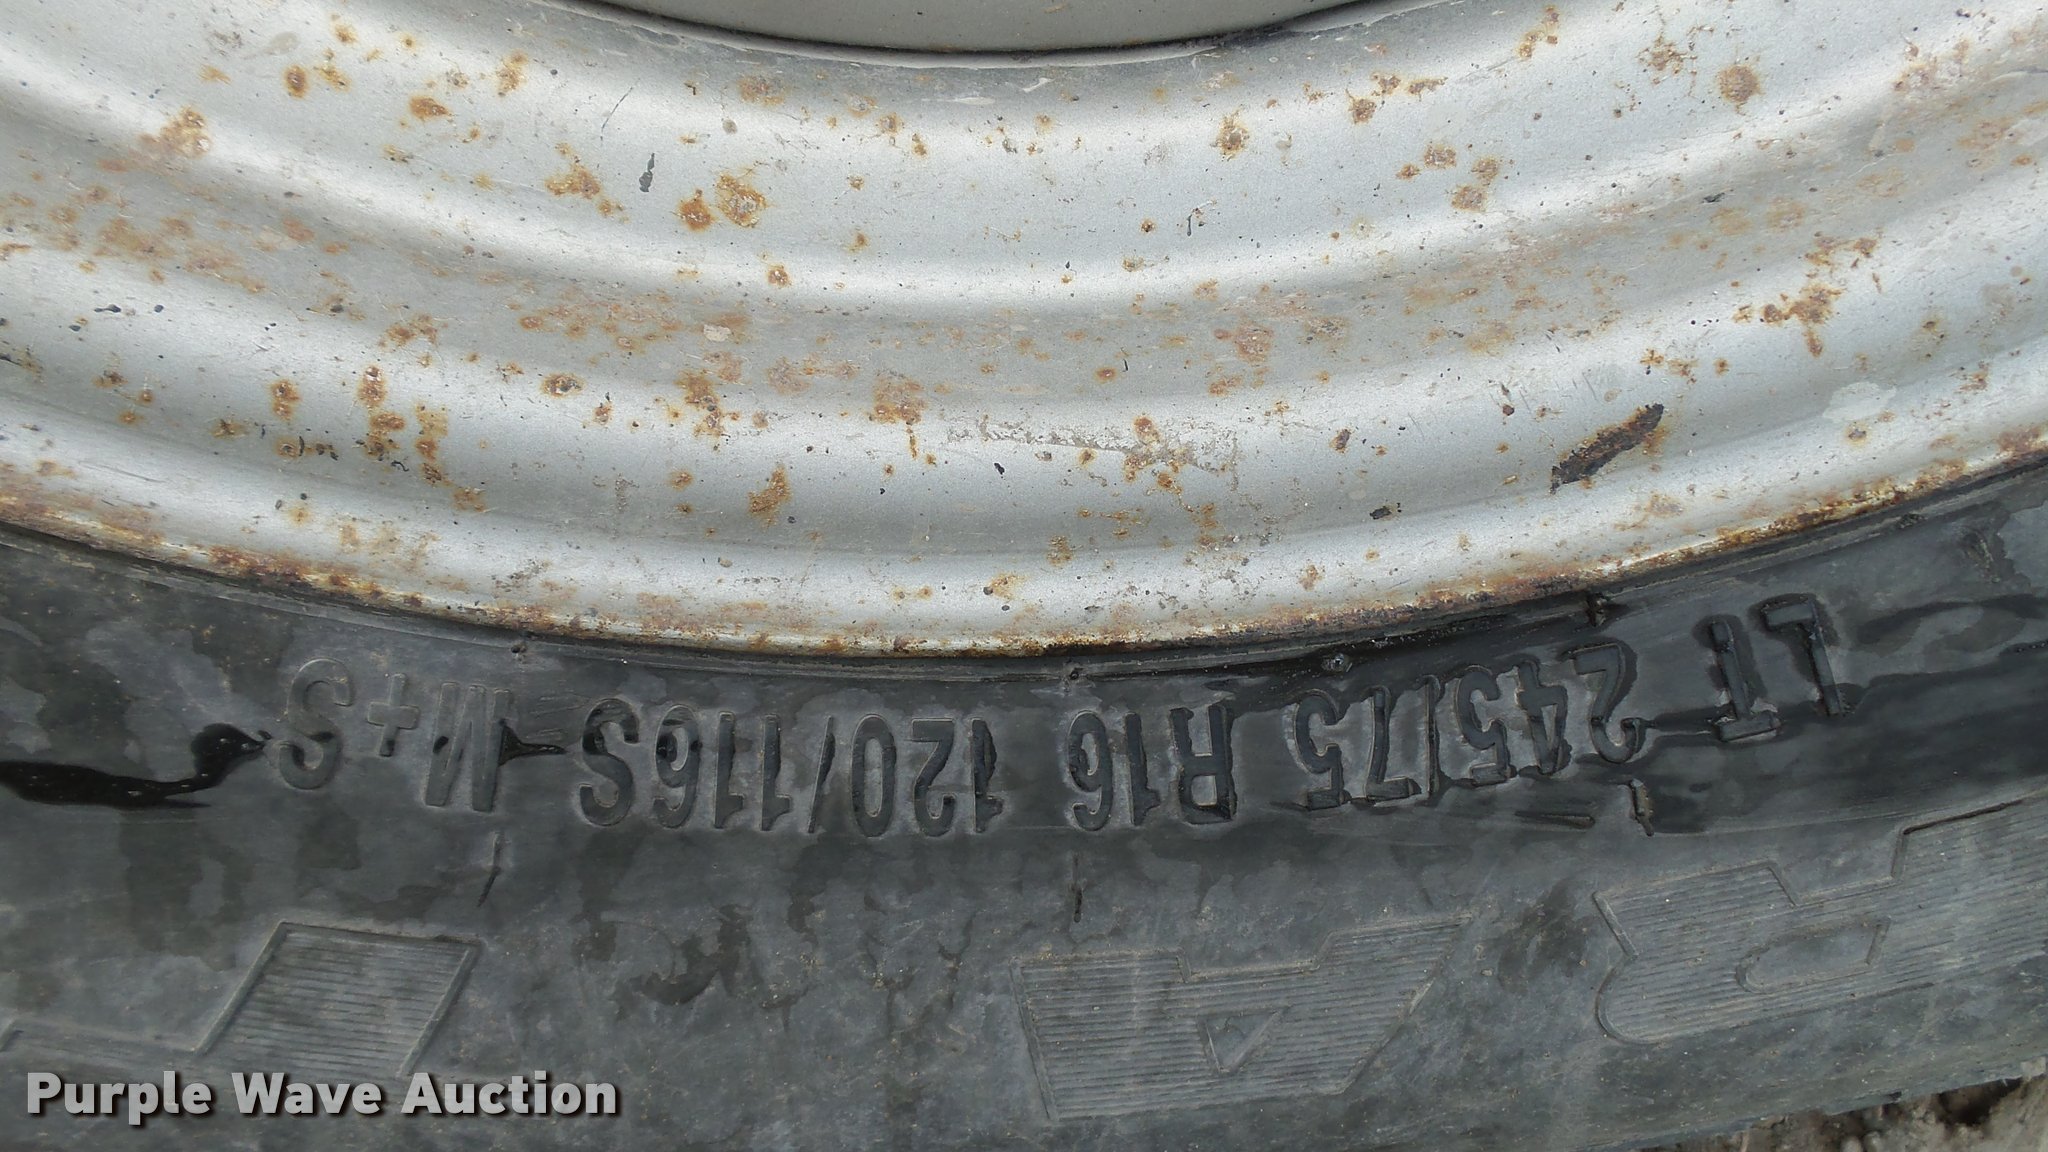 LT 245/75 R16 120/116S M+S
Purple Wave Auction